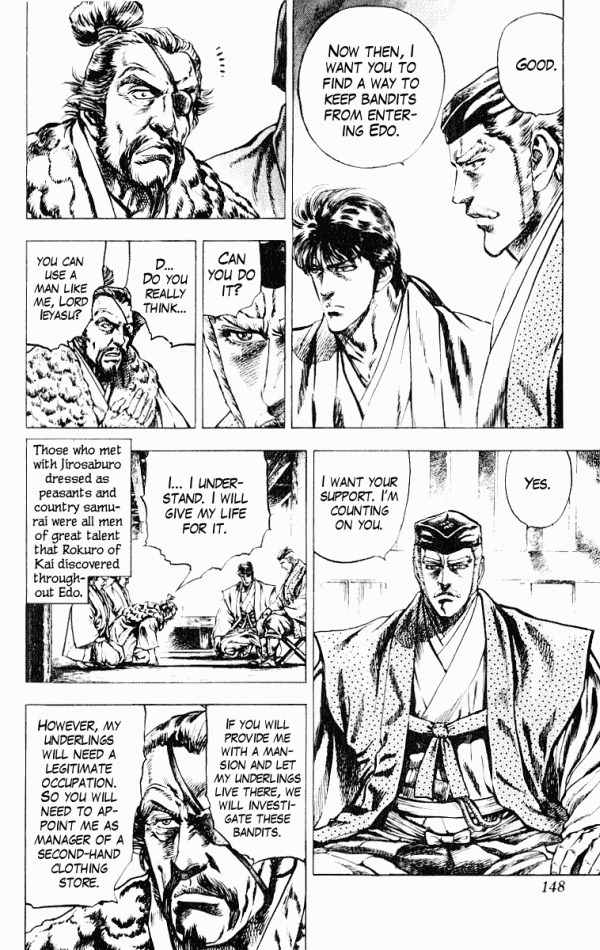 GOOD.
NOW THEN, I
WANT YOU TO
FIND A WAY TO
KEEP BANDITS
FROM ENTER-
ING EDO.
CAN
YOU DO
IT?
D...
DO YOU
REALLY
THINK...
YOU CAN
USE A
MAN LIKE
ME, LORD
IEYASU?
YES.
I WANT YOUR
SUPPORT. I'M
COUNTING
ON YOU.
I... I UNDER-
STAND. I WILL
GIVE MY LIFE
FOR IT.
Those who met
with Jirosaburo
dressed as
peasants and
country samu-
rai were all men
of great talent
that Rokuro of
Kai discovered
through-
out Edo.
IF YOU WILL
PROVIDE ME
WITH A MAN-
SION AND LET
MY UNDERLINGS
LIVE THERE, WE
WILL INVESTI-
GATE THESE
BANDITS.
HOWEVER, MY
UNDERLINGS
WILL NEED A
LEGITIMATE
OCCUPATION.
SO YOU WILL
NEED TO AP-
POINT ME AS
MANAGER OF A
SECOND-HAND
CLOTHING
STORE.
148